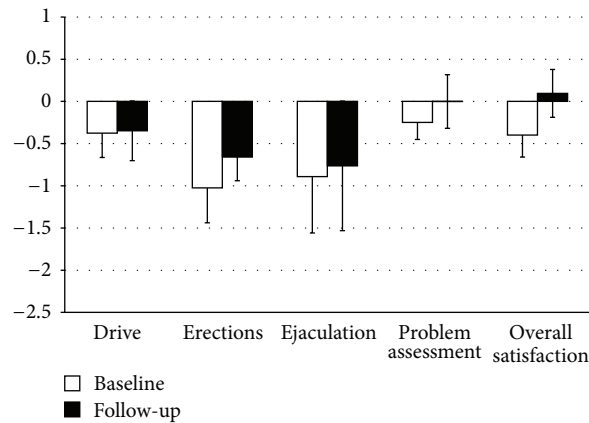 1
0.5
0
−0.5
−1
−1.5
−2
−2.5
Drive Erections Ejaculation Problem assessment Overall satisfaction
Baseline
Follow-up